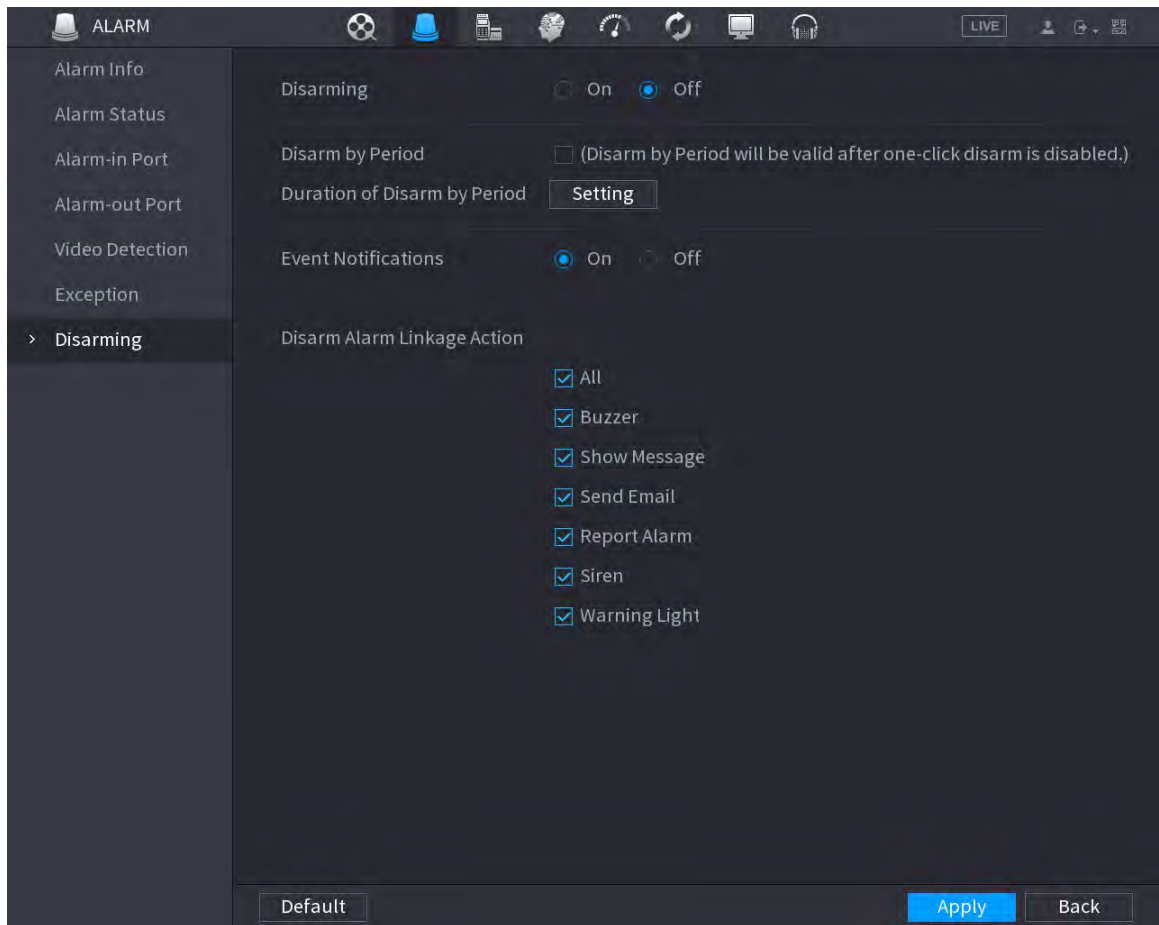 ALARM
LIVE
Alarm Info
Alarm Status
Alarm-in Port
Alarm-out Port
Video Detection
Exception
> Disarming
Disarming On Off
Disarm by Period (Disarm by Period will be valid after one-click disarm is disabled.)
Duration of Disarm by Period Setting
Event Notifications On Off
Disarm Alarm Linkage Action
All
Buzzer
Show Message
Send Email
Report Alarm
Siren
Warning Light
Default Apply Back